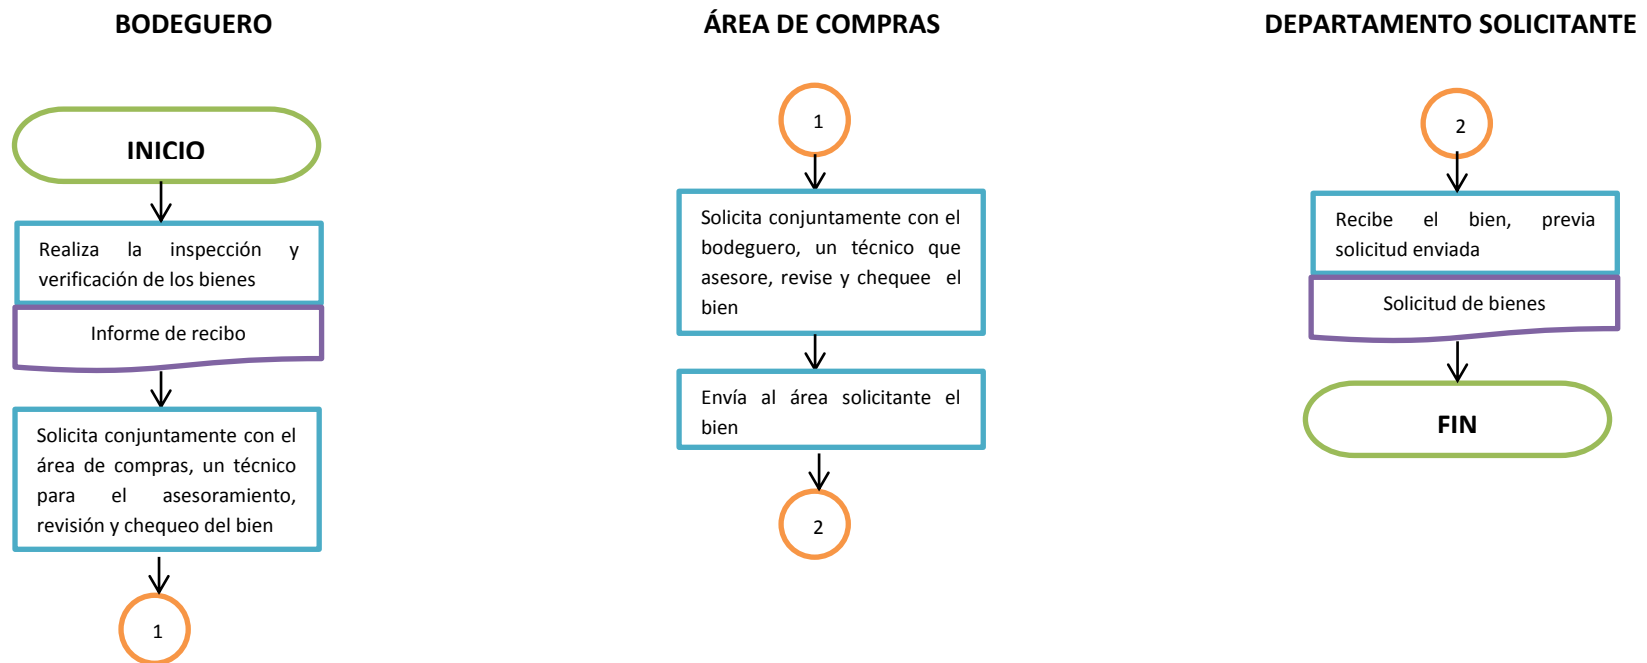 BODEGUERO
INICIO
Realiza la inspección y
verificación de los bienes
Informe de recibo
Solicita conjuntamente con el
área de compras, un técnico
para el asesoramiento,
revisión y chequeo del bien
1
ÁREA DE COMPRAS
1
Solicita conjuntamente con el
bodeguero, un técnico que
asesore, revise y chequee el
bien
Envía al área solicitante el
bien
2
DEPARTAMENTO SOLICITANTE
2
Recibe el bien, previa
solicitud enviada
Solicitud de bienes
FIN